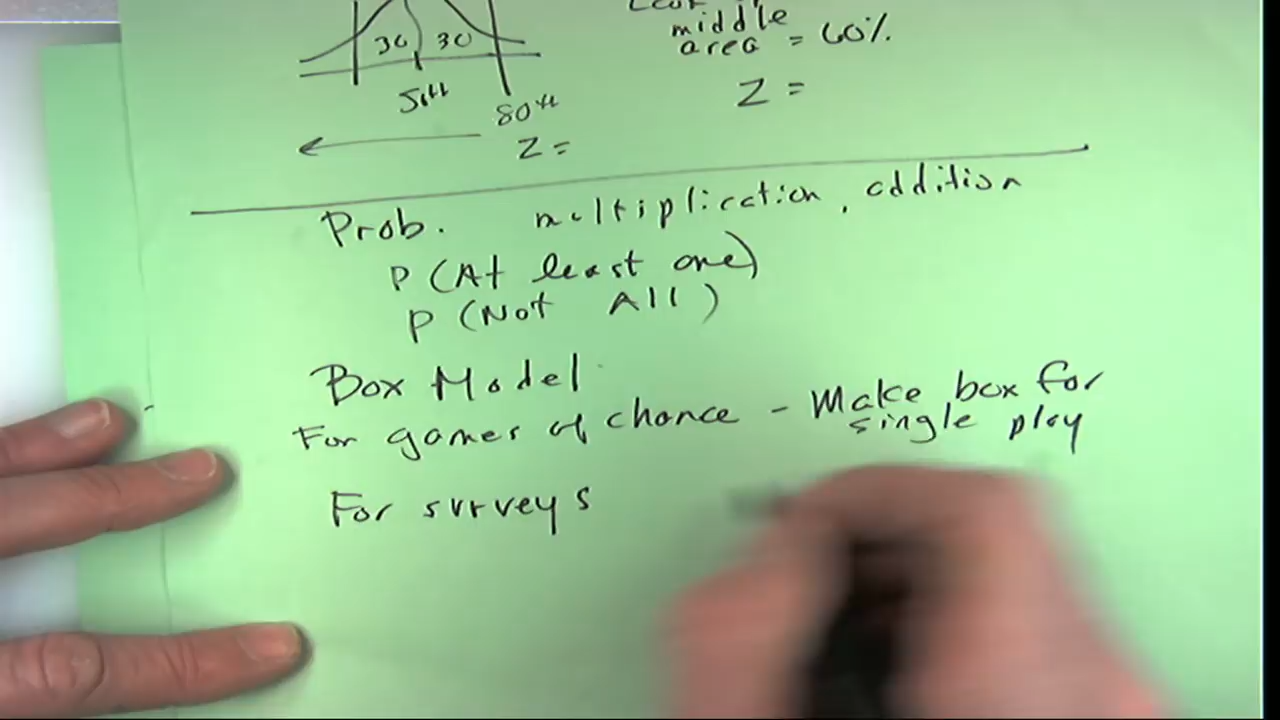 middle
area = 60%
30 30
50th
80th
Z =
Z =
Prob. multiplication, addition
P (At least one)
P (Not All)
Box Model
For games of chance - Make box for
single play
For surveys